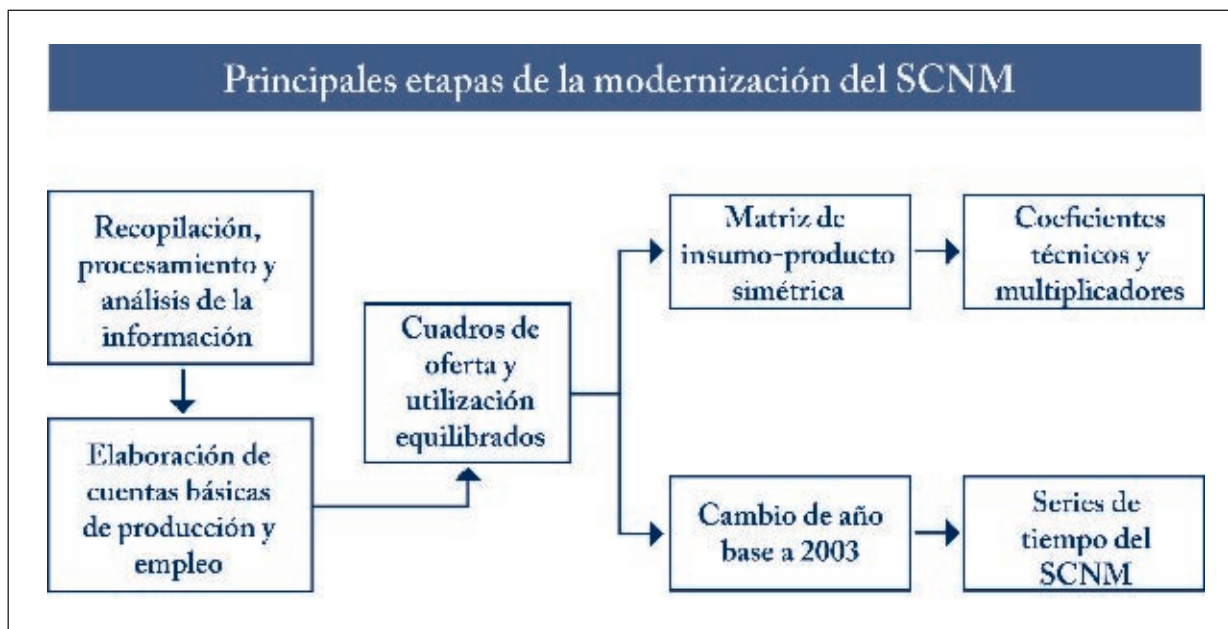 Principales etapas de la modernización del SCNM
Recopilación,
procesamiento y
análisis de la
información
Elaboración de
cuentas básicas
de producción y
empleo
Cuadros de
oferta y
utilización
equilibrados
Matriz de
insumo-producto
simétrica
Coeficientes
técnicos y
multiplicadores
Cambio de año
base a 2003
Series de
tiempo del
SCNM